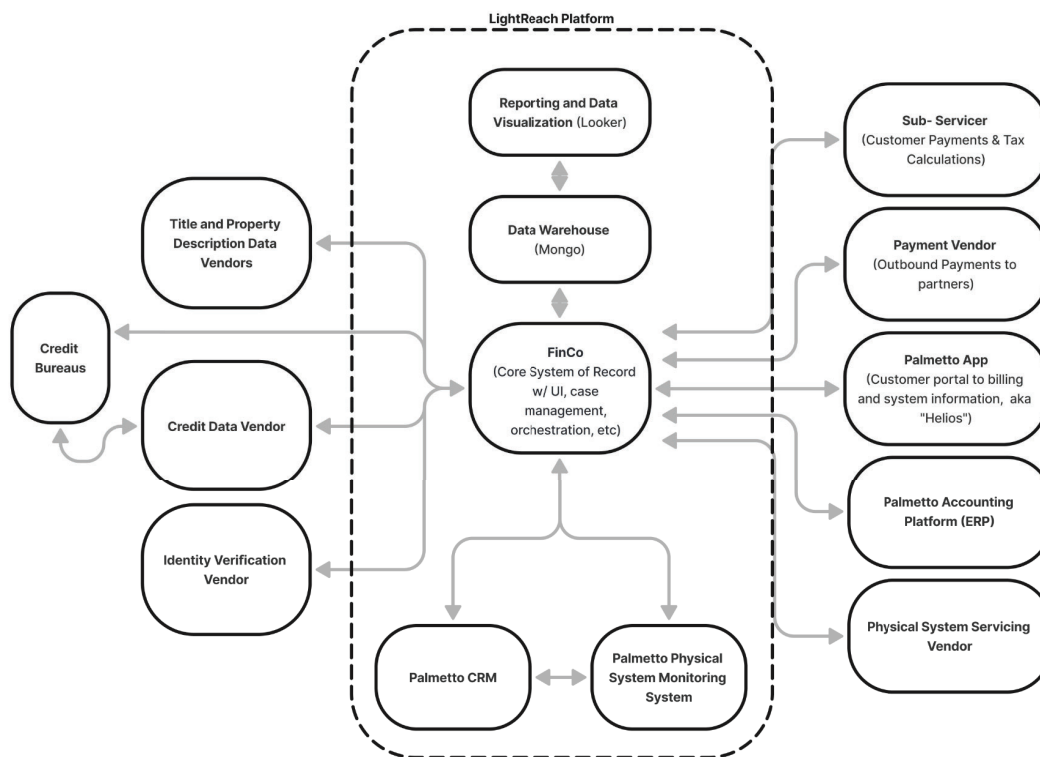 LightReach Platform
Reporting and Data
Visualization (Looker)
Sub- Servicer
(Customer Payments & Tax
Calculations)
Title and Property
Description Data
Vendors
Data Warehouse
(Mongo)
Payment Vendor
(Outbound Payments to
partners)
Credit
Bureaus
FinCo
(Core System of Record
w/ UI, case
management,
orchestration, etc)
Palmetto App
(Customer portal to billing
and system information, aka
"Helios")
Credit Data Vendor
Palmetto Accounting
Platform (ERP)
Identity Verification
Vendor
Physical System Servicing
Vendor
Palmetto CRM
Palmetto Physical
System Monitoring
System